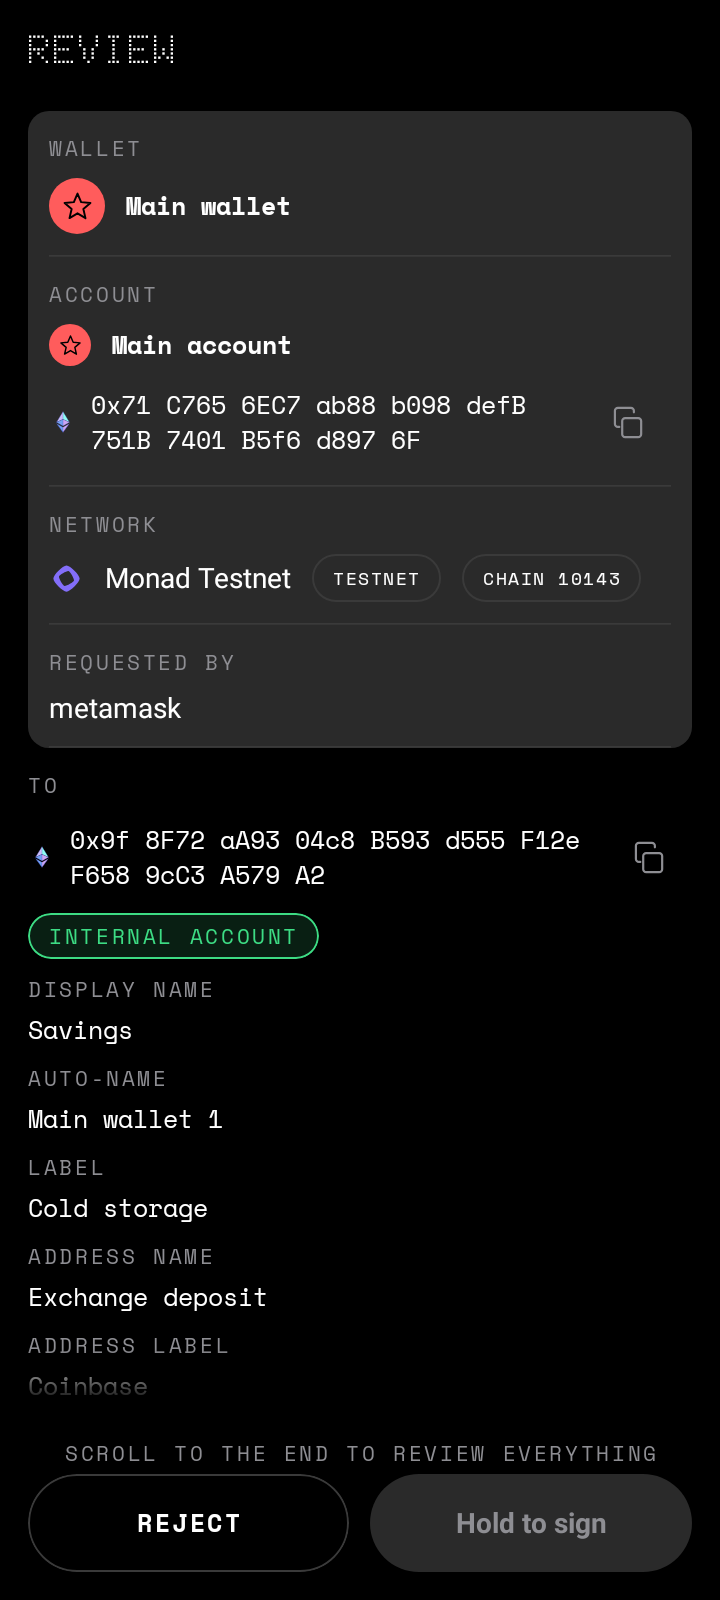 REVIEW
WALLET
Main wallet
ACCOUNT
Main account
0x71 C765 6EC7 ab88 b098 defB
751B 7401 B5f6 d897 6F
NETWORK
Monad Testnet TESTNET CHAIN 10143
REQUESTED BY
metamask
TO
0x9f 8F72 aA93 04c8 B593 d555 F12e
F658 9cC3 A579 A2
INTERNAL ACCOUNT
DISPLAY NAME
Savings
AUTO-NAME
Main wallet 1
LABEL
Cold storage
ADDRESS NAME
Exchange deposit
ADDRESS LABEL
Coinbase
SCROLL TO THE END TO REVIEW EVERYTHING
REJECT Hold to sign